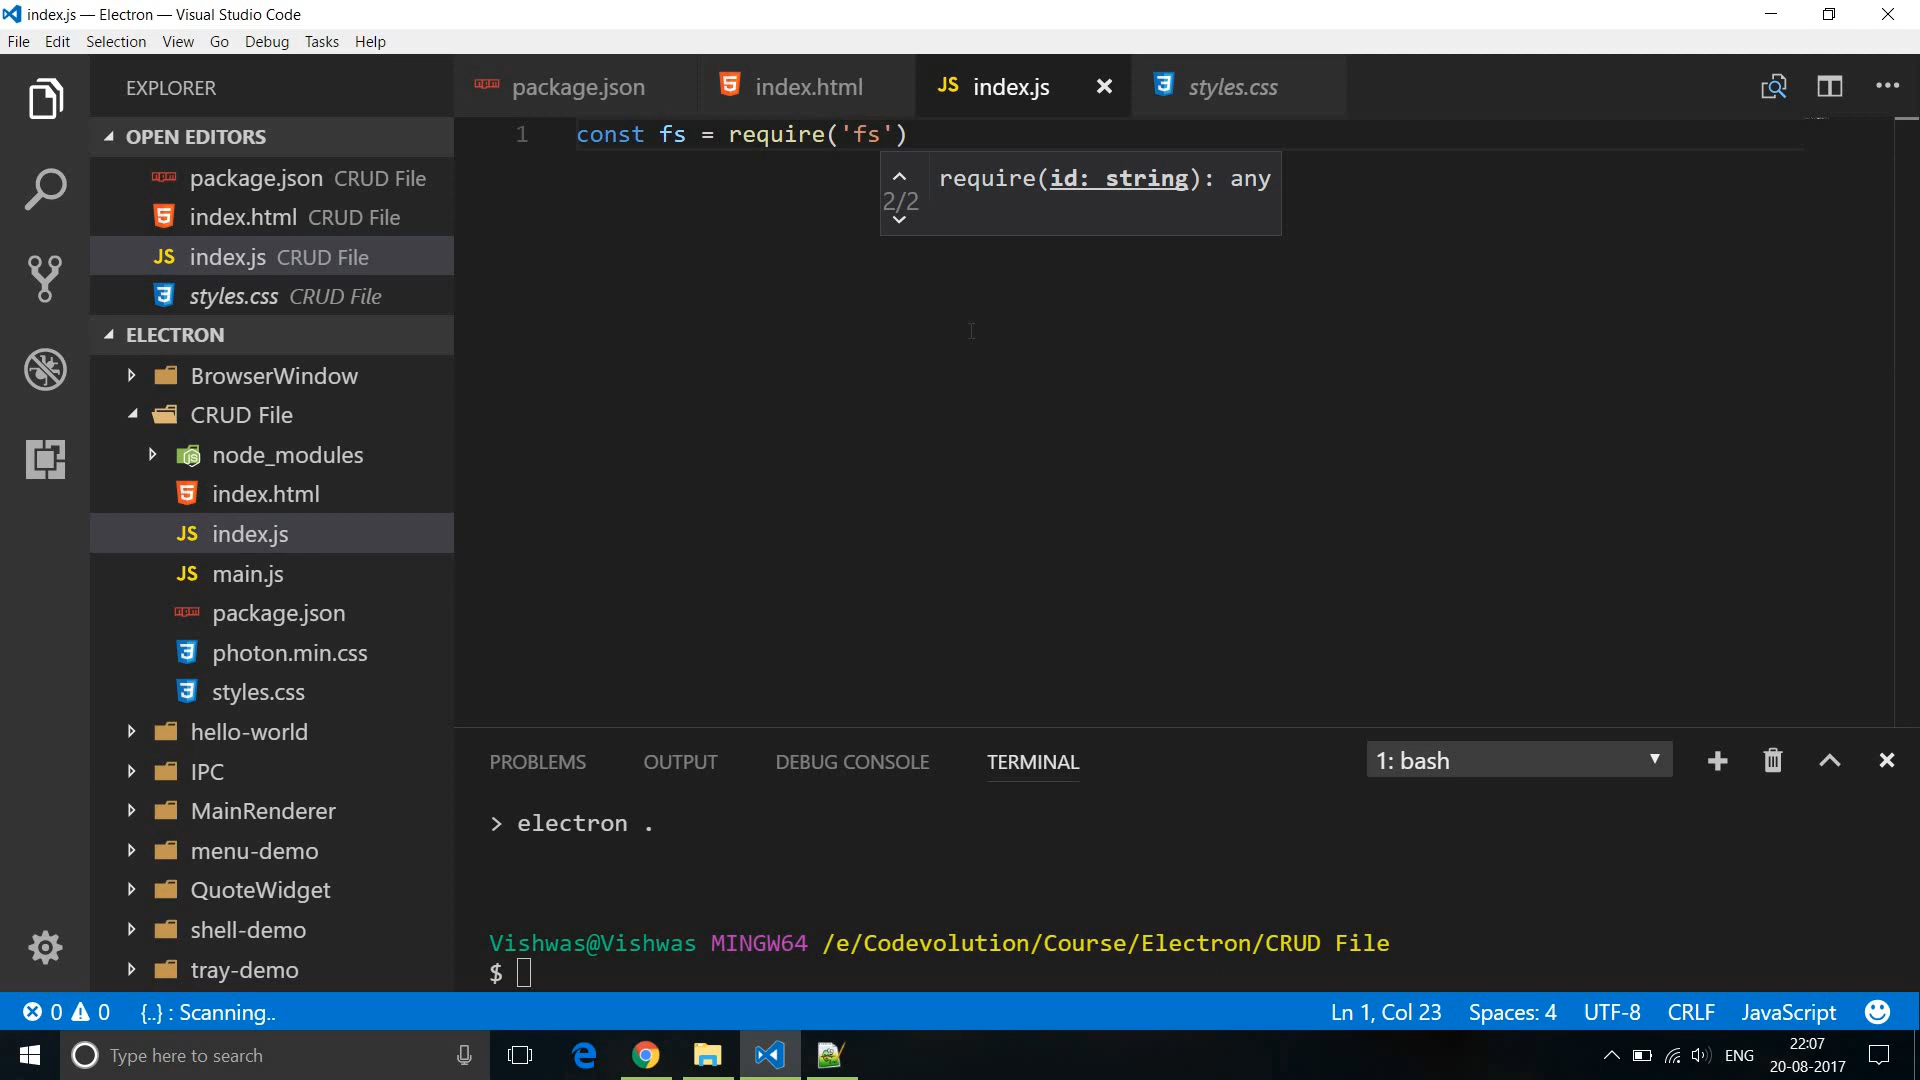 index.js — Electron — Visual Studio Code
File Edit Selection View Go Debug Tasks Help
EXPLORER
OPEN EDITORS
package.json CRUD File
index.html CRUD File
JS index.js CRUD File
styles.css CRUD File
ELECTRON
BrowserWindow
CRUD File
node_modules
index.html
JS index.js
JS main.js
package.json
photon.min.css
styles.css
hello-world
IPC
MainRenderer
menu-demo
QuoteWidget
shell-demo
tray-demo
package.json index.html JS index.js styles.css
1 const fs = require('fs')
2/2 require(id: string): any
PROBLEMS OUTPUT DEBUG CONSOLE TERMINAL 1: bash
> electron .
Vishwas@Vishwas MINGW64 /e/Codevolution/Course/Electron/CRUD File
$
0 0 {..} : Scanning.. Ln 1, Col 23 Spaces: 4 UTF-8 CRLF JavaScript
Type here to search ENG 22:07
20-08-2017